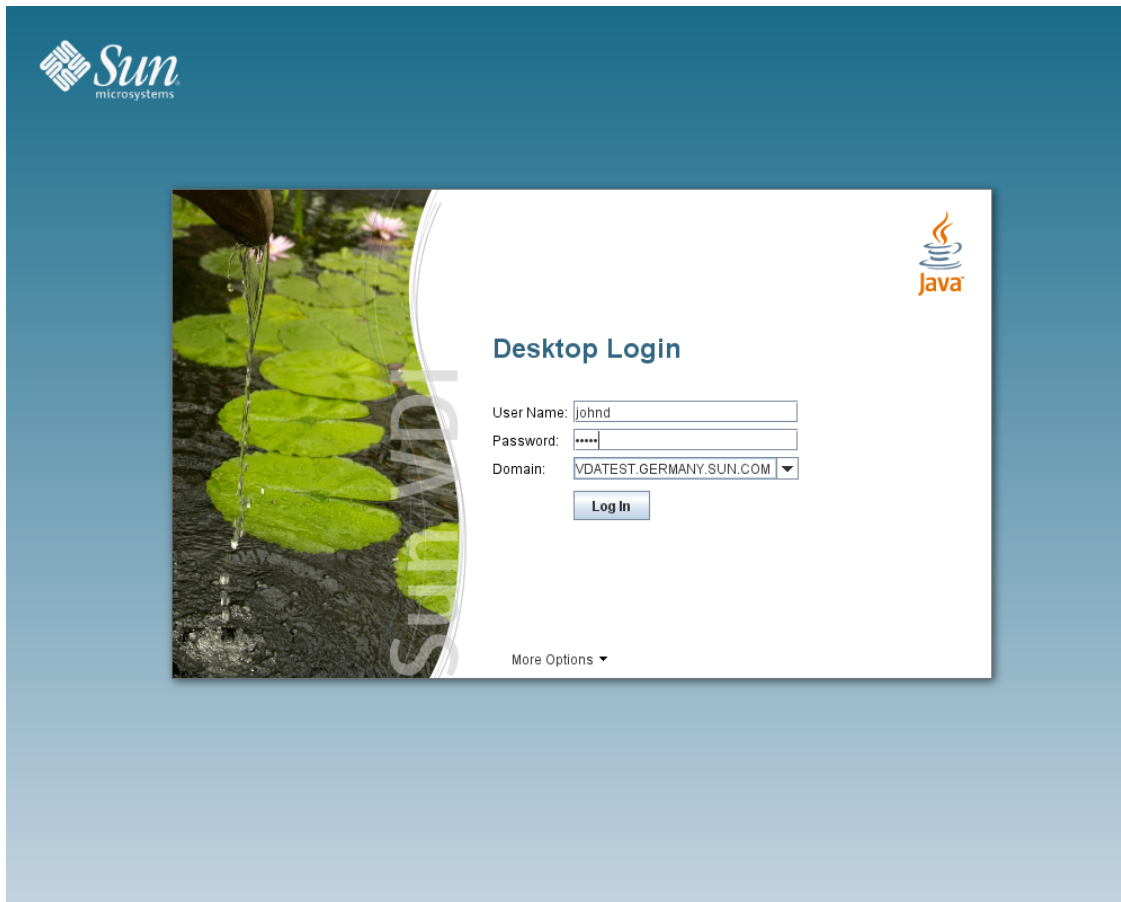 Sun
microsystems
Java
Sun VDI
Desktop Login
User Name: johnd
Password: •••••
Domain: VDATEST.GERMANY.SUN.COM
Log In
More Options